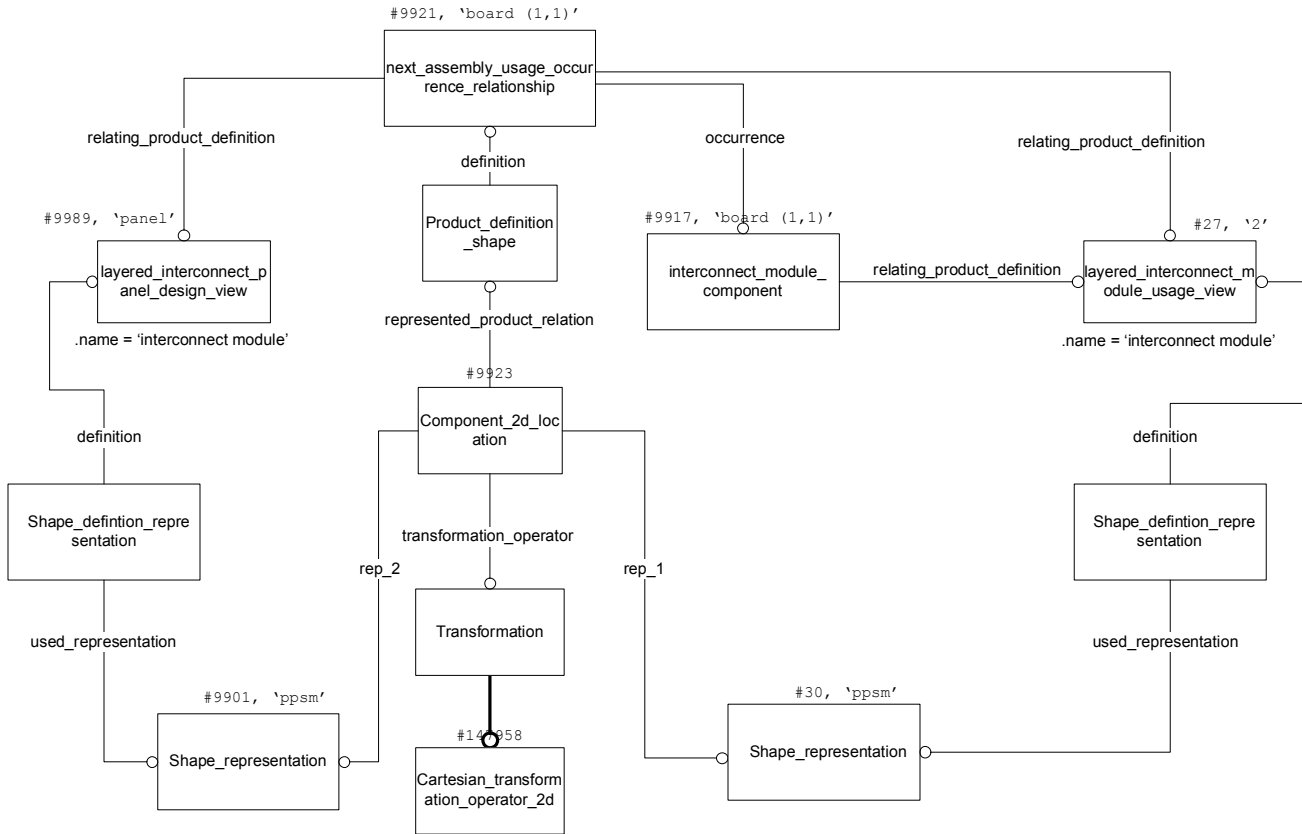 #9921, ‘board (1,1)’
next_assembly_usage_occur
rence_relationship
relating_product_definition
occurrence
relating_product_definition
definition
#9989, ‘panel’
Product_definition
_shape
#9917, ‘board (1,1)’
#27, ‘2’
layered_interconnect_p
anel_design_view
interconnect_module_
component
relating_product_definition
layered_interconnect_m
odule_usage_view
.name = ‘interconnect module’
represented_product_relation
.name = ‘interconnect module’
#9923
Component_2d_lo
cation
definition
definition
Shape_defintion_repre
sentation
transformation_operator
Shape_defintion_repre
sentation
rep_2
rep_1
used_representation
Transformation
used_representation
#9901, ‘ppsm’
#30, ‘ppsm’
Shape_representation
Shape_representation
Cartesian_transform
ation_operator_2d